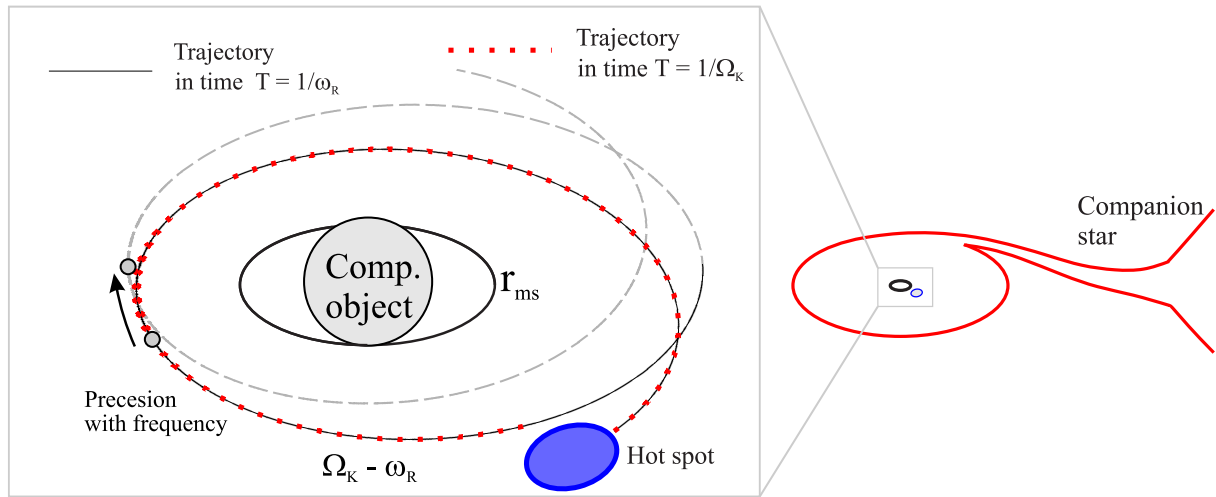 Trajectory
in time T = 1/ω_R
Trajectory
in time T = 1/Ω_K
Comp.
object
r_ms
Precesion
with frequency
Ω_K - ω_R
Hot spot
Companion
star